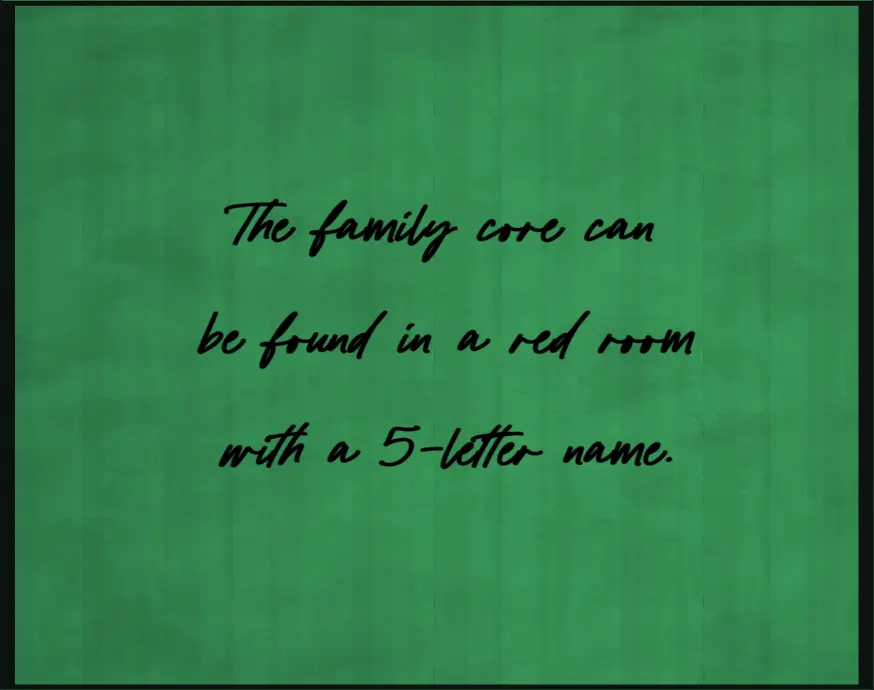 The family core can
be found in a red room
with a 5-letter name.